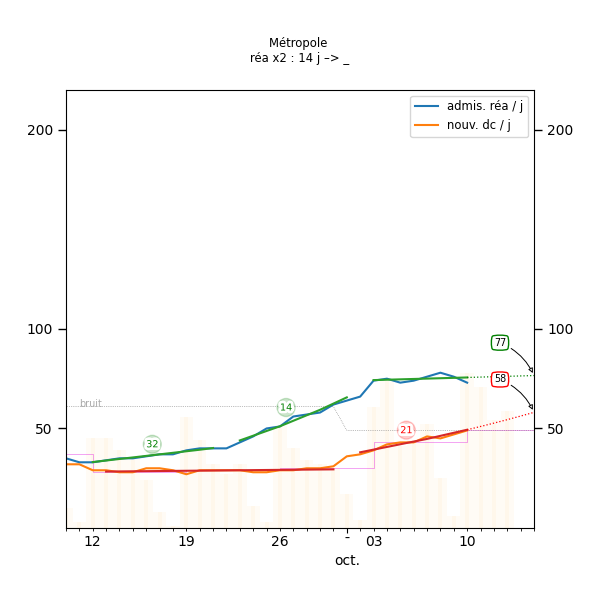 Métropole
réa x2 : 14 j –> _
admis. réa / j
nouv. dc / j
200
200
100
100
77
58
bruit
14
50
50
21
32
12
19
26
-
03
10
oct.